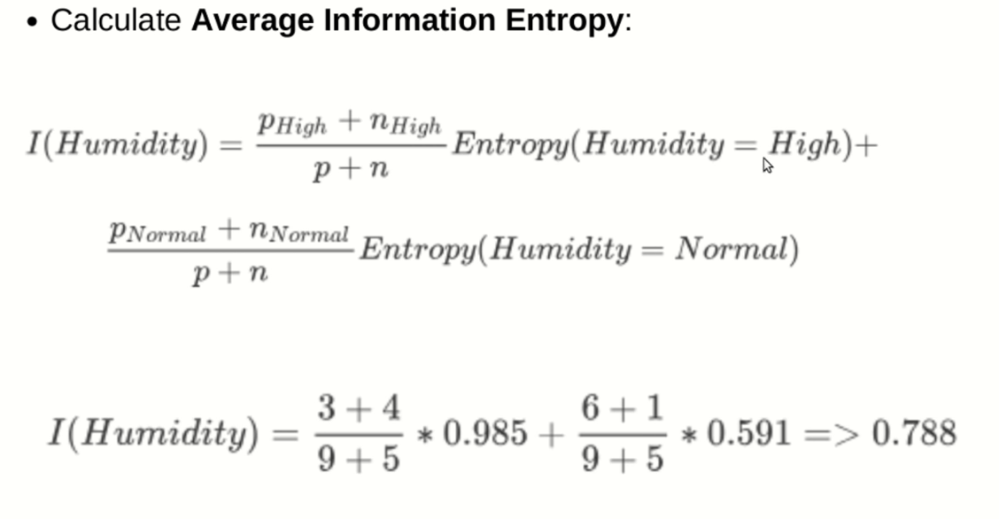 • Calculate Average Information Entropy:
I(Humidity) = \frac{p_{High} + n_{High}}{p + n} Entropy(Humidity = High)+
\frac{p_{Normal} + n_{Normal}}{p + n} Entropy(Humidity = Normal)
I(Humidity) = \frac{3 + 4}{9 + 5} * 0.985 + \frac{6 + 1}{9 + 5} * 0.591 => 0.788